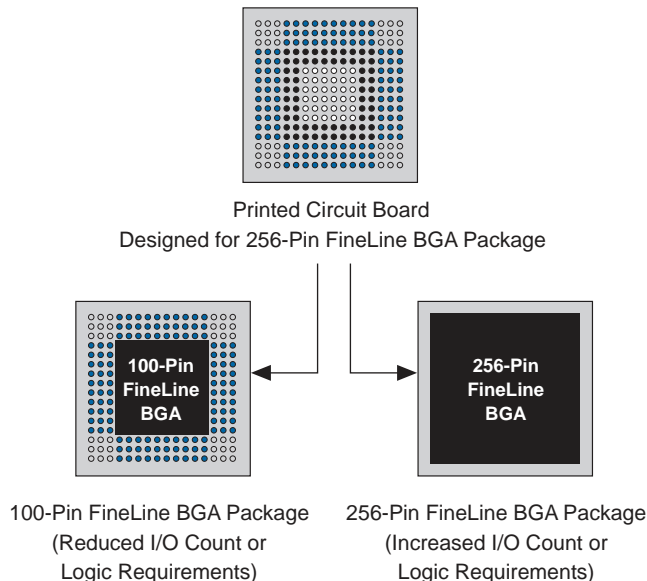 Printed Circuit Board
Designed for 256-Pin FineLine BGA Package
100-Pin
FineLine
BGA
256-Pin
FineLine
BGA
100-Pin FineLine BGA Package
(Reduced I/O Count or
Logic Requirements)
256-Pin FineLine BGA Package
(Increased I/O Count or
Logic Requirements)